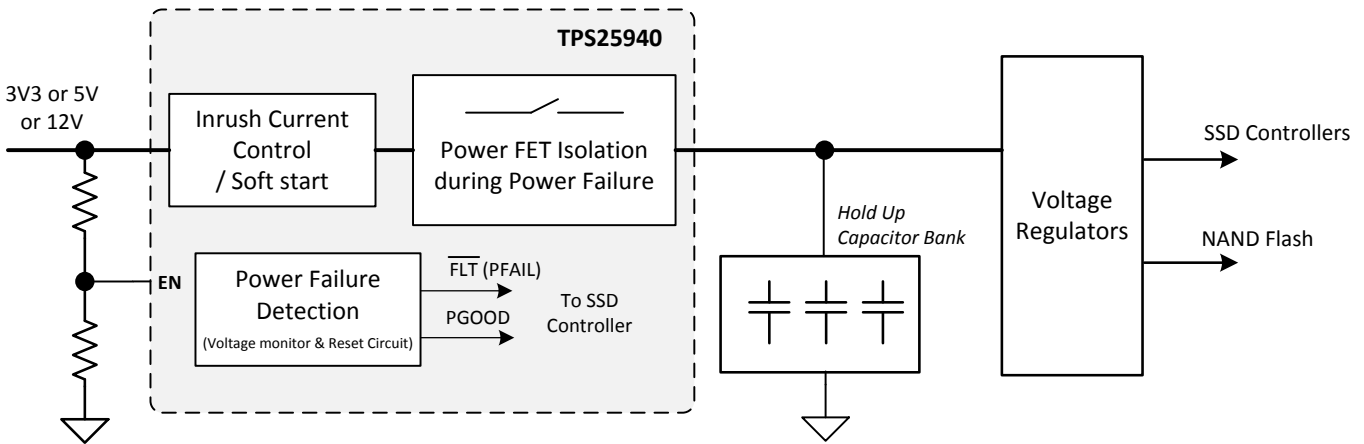 TPS25940
3V3 or 5V
or 12V
Inrush Current
Control
/ Soft start
Power FET Isolation
during Power Failure
SSD Controllers
Voltage
Regulators
NAND Flash
Hold Up
Capacitor Bank
EN
Power Failure
Detection
(Voltage monitor & Reset Circuit)
FLT (PFAIL)
PGOOD
To SSD
Controller